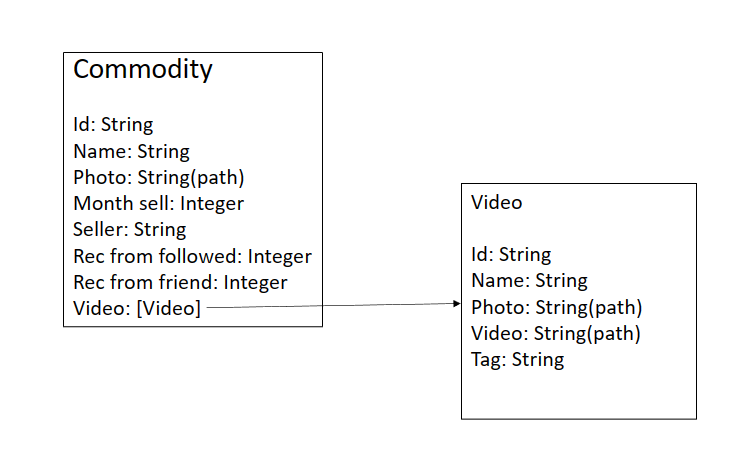 Commodity
Id: String
Name: String
Photo: String(path)
Month sell: Integer
Seller: String
Rec from followed: Integer
Rec from friend: Integer
Video: [Video]
Video
Id: String
Name: String
Photo: String(path)
Video: String(path)
Tag: String